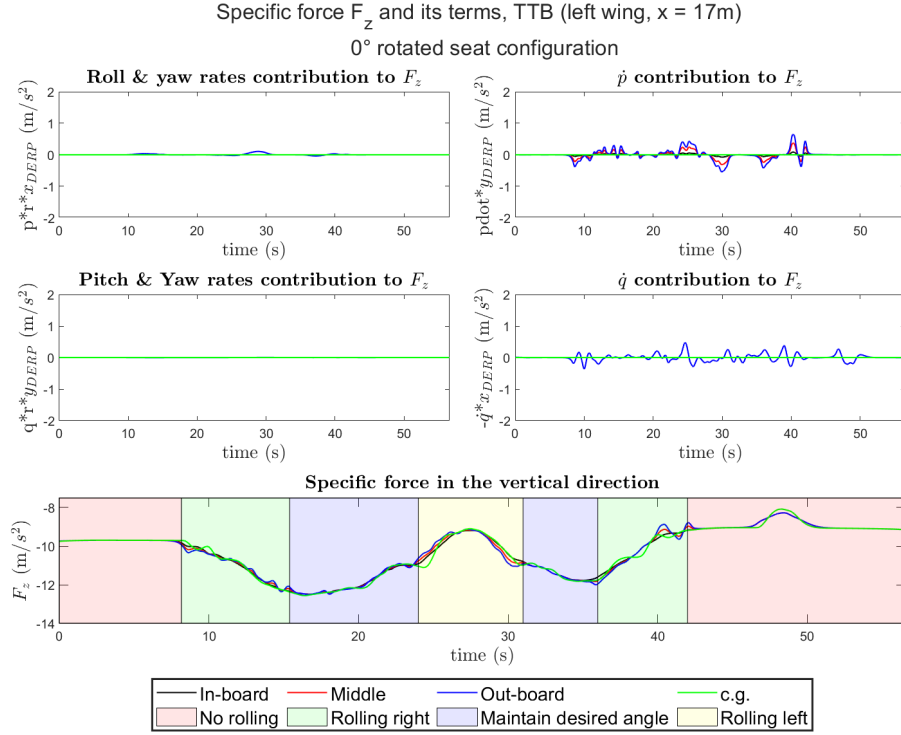 Specific force F_z and its terms, TTB (left wing, x = 17m)
0° rotated seat configuration
Roll & yaw rates contribution to F_z
p*r*x_DERP (m/s²)
2
1
0
-1
-2
0 10 20 30 40 50
time (s)
ṗ contribution to F_z
pdot*y_DERP (m/s²)
2
1
0
-1
-2
0 10 20 30 40 50
time (s)
Pitch & Yaw rates contribution to F_z
q*r*y_DERP (m/s²)
2
1
0
-1
-2
0 10 20 30 40 50
time (s)
q̇ contribution to F_z
-q̇*x_DERP (m/s²)
2
1
0
-1
-2
0 10 20 30 40 50
time (s)
Specific force in the vertical direction
F_z (m/s²)
-8
-10
-12
-14
0 10 20 30 40 50
time (s)
In-board Middle Out-board c.g.
No rolling Rolling right Maintain desired angle Rolling left